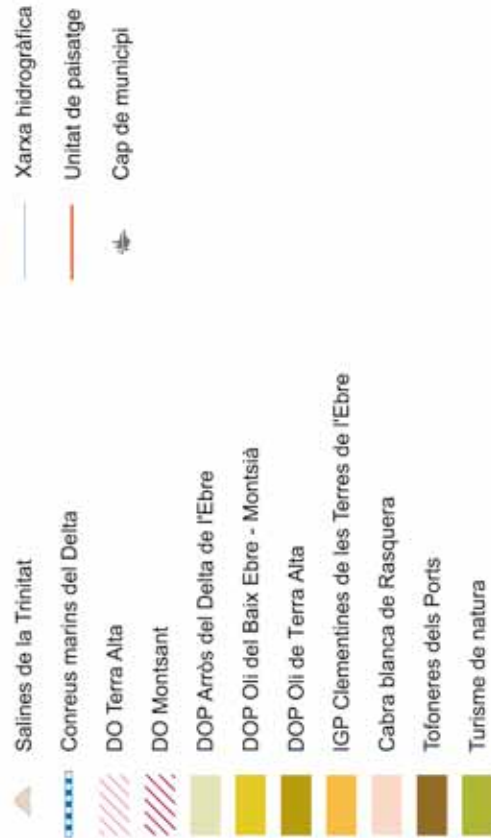 Salines de la Trinitat
Conreus marins del Delta
DO Terra Alta
DO Montsant
DOP Arròs del Delta de l'Ebre
DOP Oli del Baix Ebre - Montsià
DOP Oli de Terra Alta
IGP Clementines de les Terres de l'Ebre
Cabra blanca de Rasquera
Tofoneres dels Ports
Turisme de natura
Xarxa hidrogràfica
Unitat de paisatge
Cap de municipi